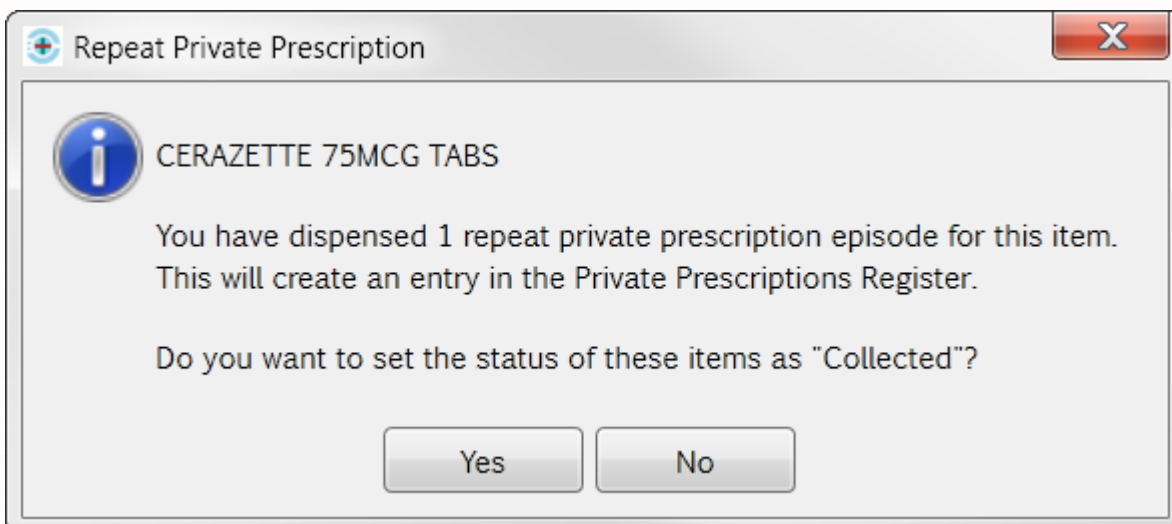 Repeat Private Prescription
CERAZETTE 75MCG TABS
You have dispensed 1 repeat private prescription episode for this item.
This will create an entry in the Private Prescriptions Register.
Do you want to set the status of these items as "Collected"?
Yes
No